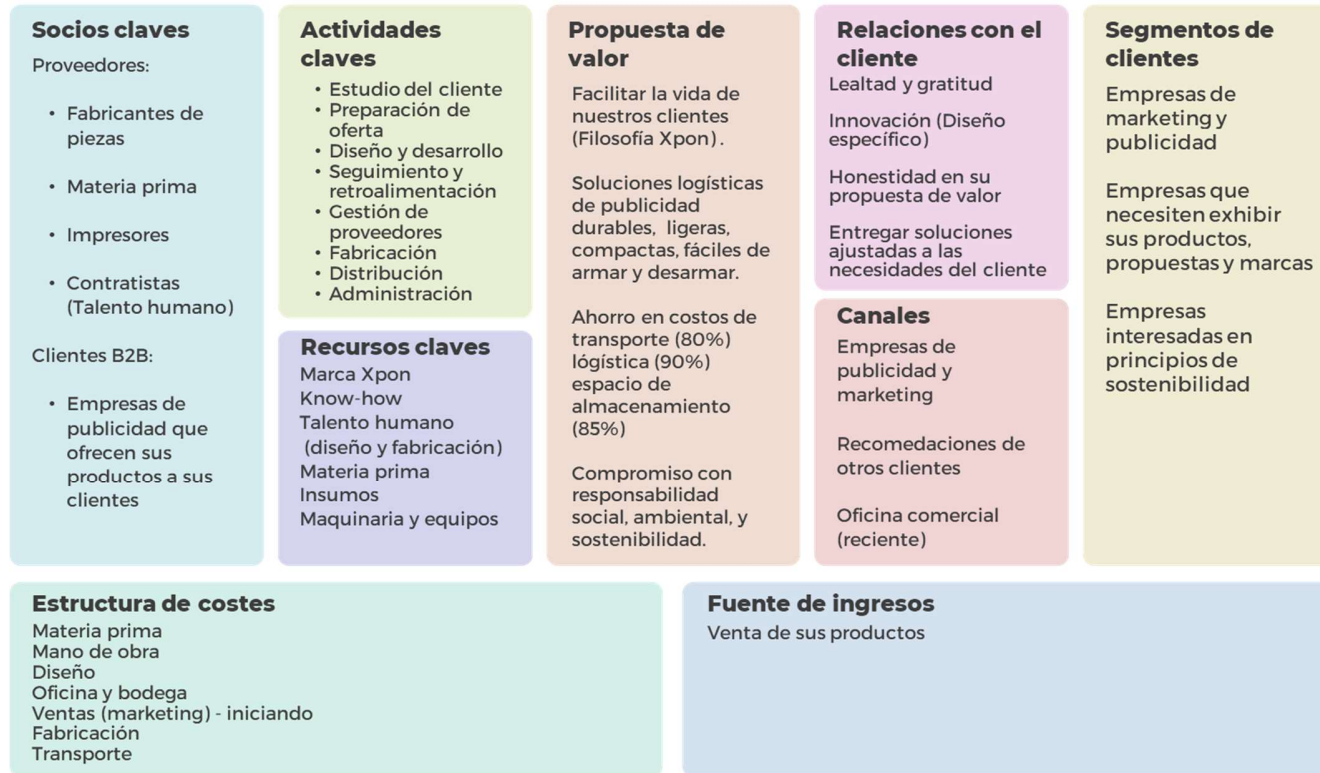 Socios claves
Proveedores:
• Fabricantes de
piezas
• Materia prima
• Impresores
• Contratistas
(Talento humano)
Clientes B2B:
• Empresas de
publicidad que
ofrecen sus
productos a sus
clientes
Actividades
claves
• Estudio del cliente
• Preparación de
oferta
• Diseño y desarrollo
• Seguimiento y
retroalimentación
• Gestión de
proveedores
• Fabricación
• Distribución
• Administración
Recursos claves
Marca Xpon
Know-how
Talento humano
(diseño y fabricación)
Materia prima
Insumos
Maquinaria y equipos
Propuesta de
valor
Facilitar la vida de
nuestros clientes
(Filosofía Xpon).
Soluciones logísticas
de publicidad
durables, ligeras,
compactas, fáciles de
armar y desarmar.
Ahorro en costos de
transporte (80%)
lógística (90%)
espacio de
almacenamiento
(85%)
Compromiso con
responsabilidad
social, ambiental, y
sostenibilidad.
Relaciones con el
cliente
Lealtad y gratitud
Innovación (Diseño
específico)
Honestidad en su
propuesta de valor
Entregar soluciones
ajustadas a las
necesidades del cliente
Canales
Empresas de
publicidad y
marketing
Recomedaciones de
otros clientes
Oficina comercial
(reciente)
Segmentos de
clientes
Empresas de
marketing y
publicidad
Empresas que
necesiten exhibir
sus productos,
propuestas y marcas
Empresas
interesadas en
principios de
sostenibilidad
Estructura de costes
Materia prima
Mano de obra
Diseño
Oficina y bodega
Ventas (marketing) - iniciando
Fabricación
Transporte
Fuente de ingresos
Venta de sus productos